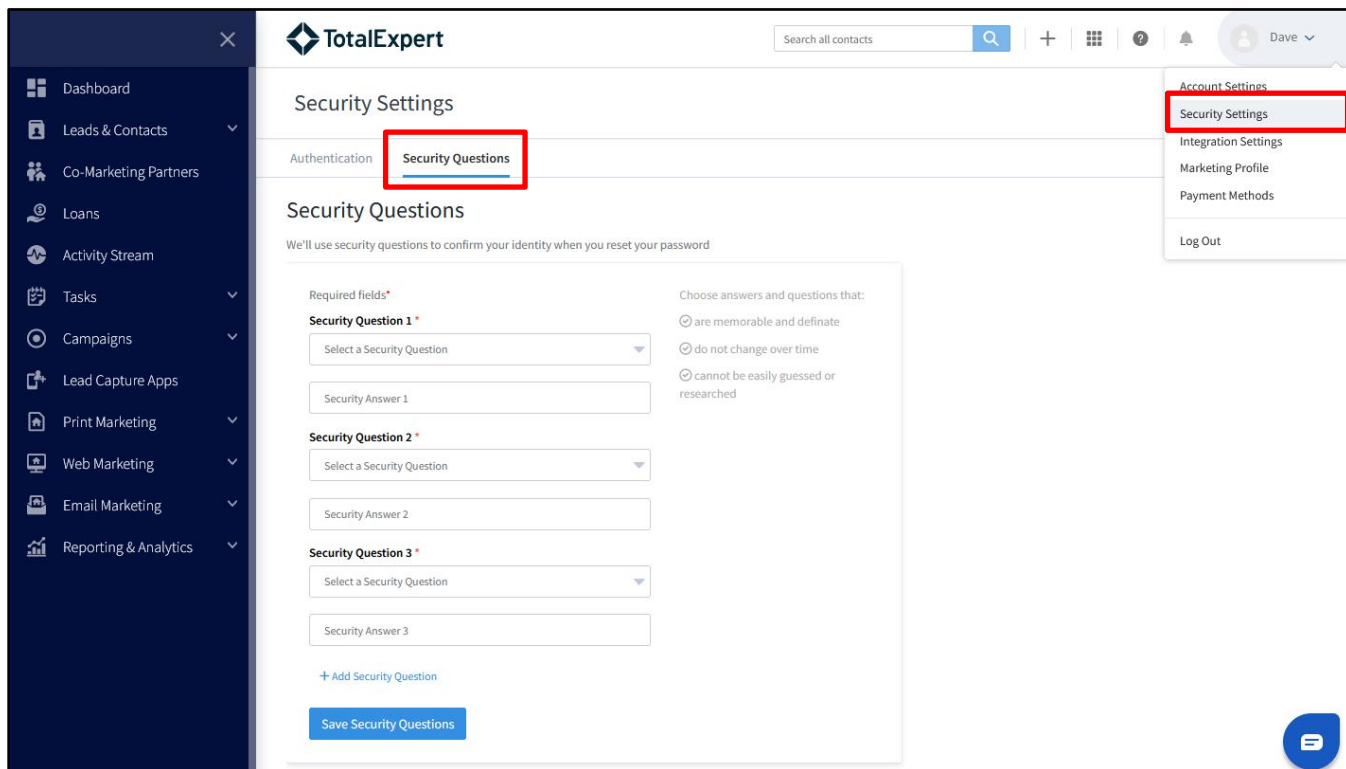 TotalExpert
Search all contacts
Dave
Dashboard
Leads & Contacts
Co-Marketing Partners
Loans
Activity Stream
Tasks
Campaigns
Lead Capture Apps
Print Marketing
Web Marketing
Email Marketing
Reporting & Analytics
Security Settings
Authentication
Security Questions
Account Settings
Security Settings
Integration Settings
Marketing Profile
Payment Methods
Log Out
Security Questions
We'll use security questions to confirm your identity when you reset your password
Required fields*
Security Question 1 *
Select a Security Question
Security Answer 1
Security Question 2 *
Select a Security Question
Security Answer 2
Security Question 3 *
Select a Security Question
Security Answer 3
+ Add Security Question
Save Security Questions
Choose answers and questions that:
are memorable and definate
do not change over time
cannot be easily guessed or
researched